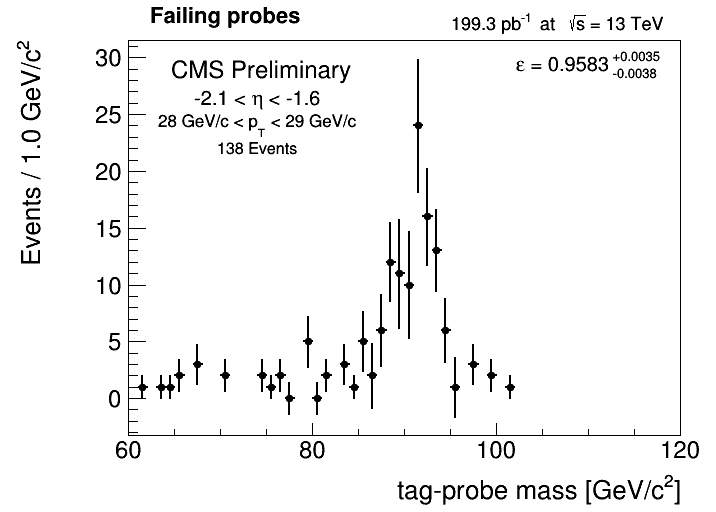 Failing probes
199.3 pb⁻¹ at √s = 13 TeV
CMS Preliminary
-2.1 < η < -1.6
28 GeV/c < p_T < 29 GeV/c
138 Events
ε = 0.9583 +0.0035 -0.0038
Events / 1.0 GeV/c²
30
25
20
15
10
5
0
60 80 100 120
tag-probe mass [GeV/c²]